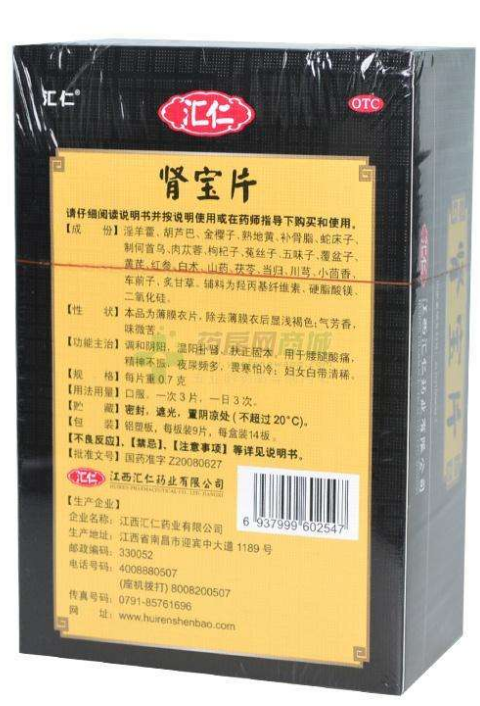 汇仁®
汇仁
OTC
肾宝片
请仔细阅读说明书并按说明使用或在药师指导下购买和使用。
【成 份】淫羊藿、胡芦巴、金樱子、熟地黄、补骨脂、蛇床子、
制何首乌、肉苁蓉、枸杞子、菟丝子、五味子、覆盆子、
黄芪、红参、白术、山药、茯苓、当归、川芎、小茴香、
车前子、炙甘草。辅料为羟丙基纤维素、硬脂酸镁、
二氧化硅。
【性 状】本品为薄膜衣片，除去薄膜衣后显浅褐色；气芳香，
味微苦。
【功能主治】调和阴阳，温阳补肾，扶正固本。用于腰腿酸痛，
精神不振，夜尿频多，畏寒怕冷；妇女白带清稀。
【规 格】每片重0.7克
【用法用量】口服，一次3片，一日3次。
【贮 藏】密封，遮光，置阴凉处（不超过20°C）。
【包 装】铝塑板，每板装9片，每盒装14板。
【不良反应】、【禁忌】、【注意事项】等详见说明书。
【批准文号】国药准字Z20080627
汇仁 江西汇仁药业有限公司
【生产企业】
企业名称：江西汇仁药业有限公司
生产地址：江西省南昌市迎宾中大道1189号
邮政编码：330052
电话号码：4008880507
(座机拨打) 8008200507
传真号码：0791-85761696
网 址：www.huirenshenbao.com
6 937999 602547
药房网商城
肾宝片
江西汇仁药业有限公司